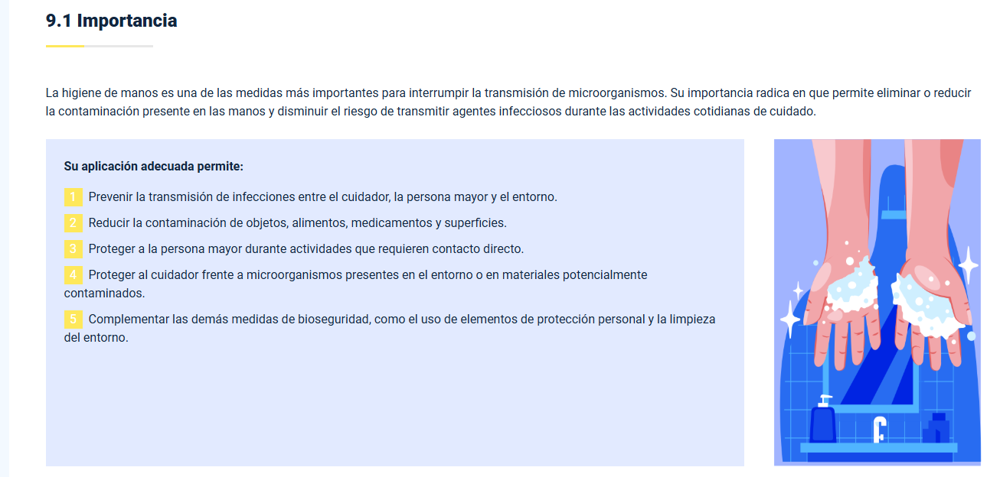 9.1 Importancia
La higiene de manos es una de las medidas más importantes para interrumpir la transmisión de microorganismos. Su importancia radica en que permite eliminar o reducir
la contaminación presente en las manos y disminuir el riesgo de transmitir agentes infecciosos durante las actividades cotidianas de cuidado.
Su aplicación adecuada permite:
1 Prevenir la transmisión de infecciones entre el cuidador, la persona mayor y el entorno.
2 Reducir la contaminación de objetos, alimentos, medicamentos y superficies.
3 Proteger a la persona mayor durante actividades que requieren contacto directo.
4 Proteger al cuidador frente a microorganismos presentes en el entorno o en materiales potencialmente
contaminados.
5 Complementar las demás medidas de bioseguridad, como el uso de elementos de protección personal y la limpieza
del entorno.